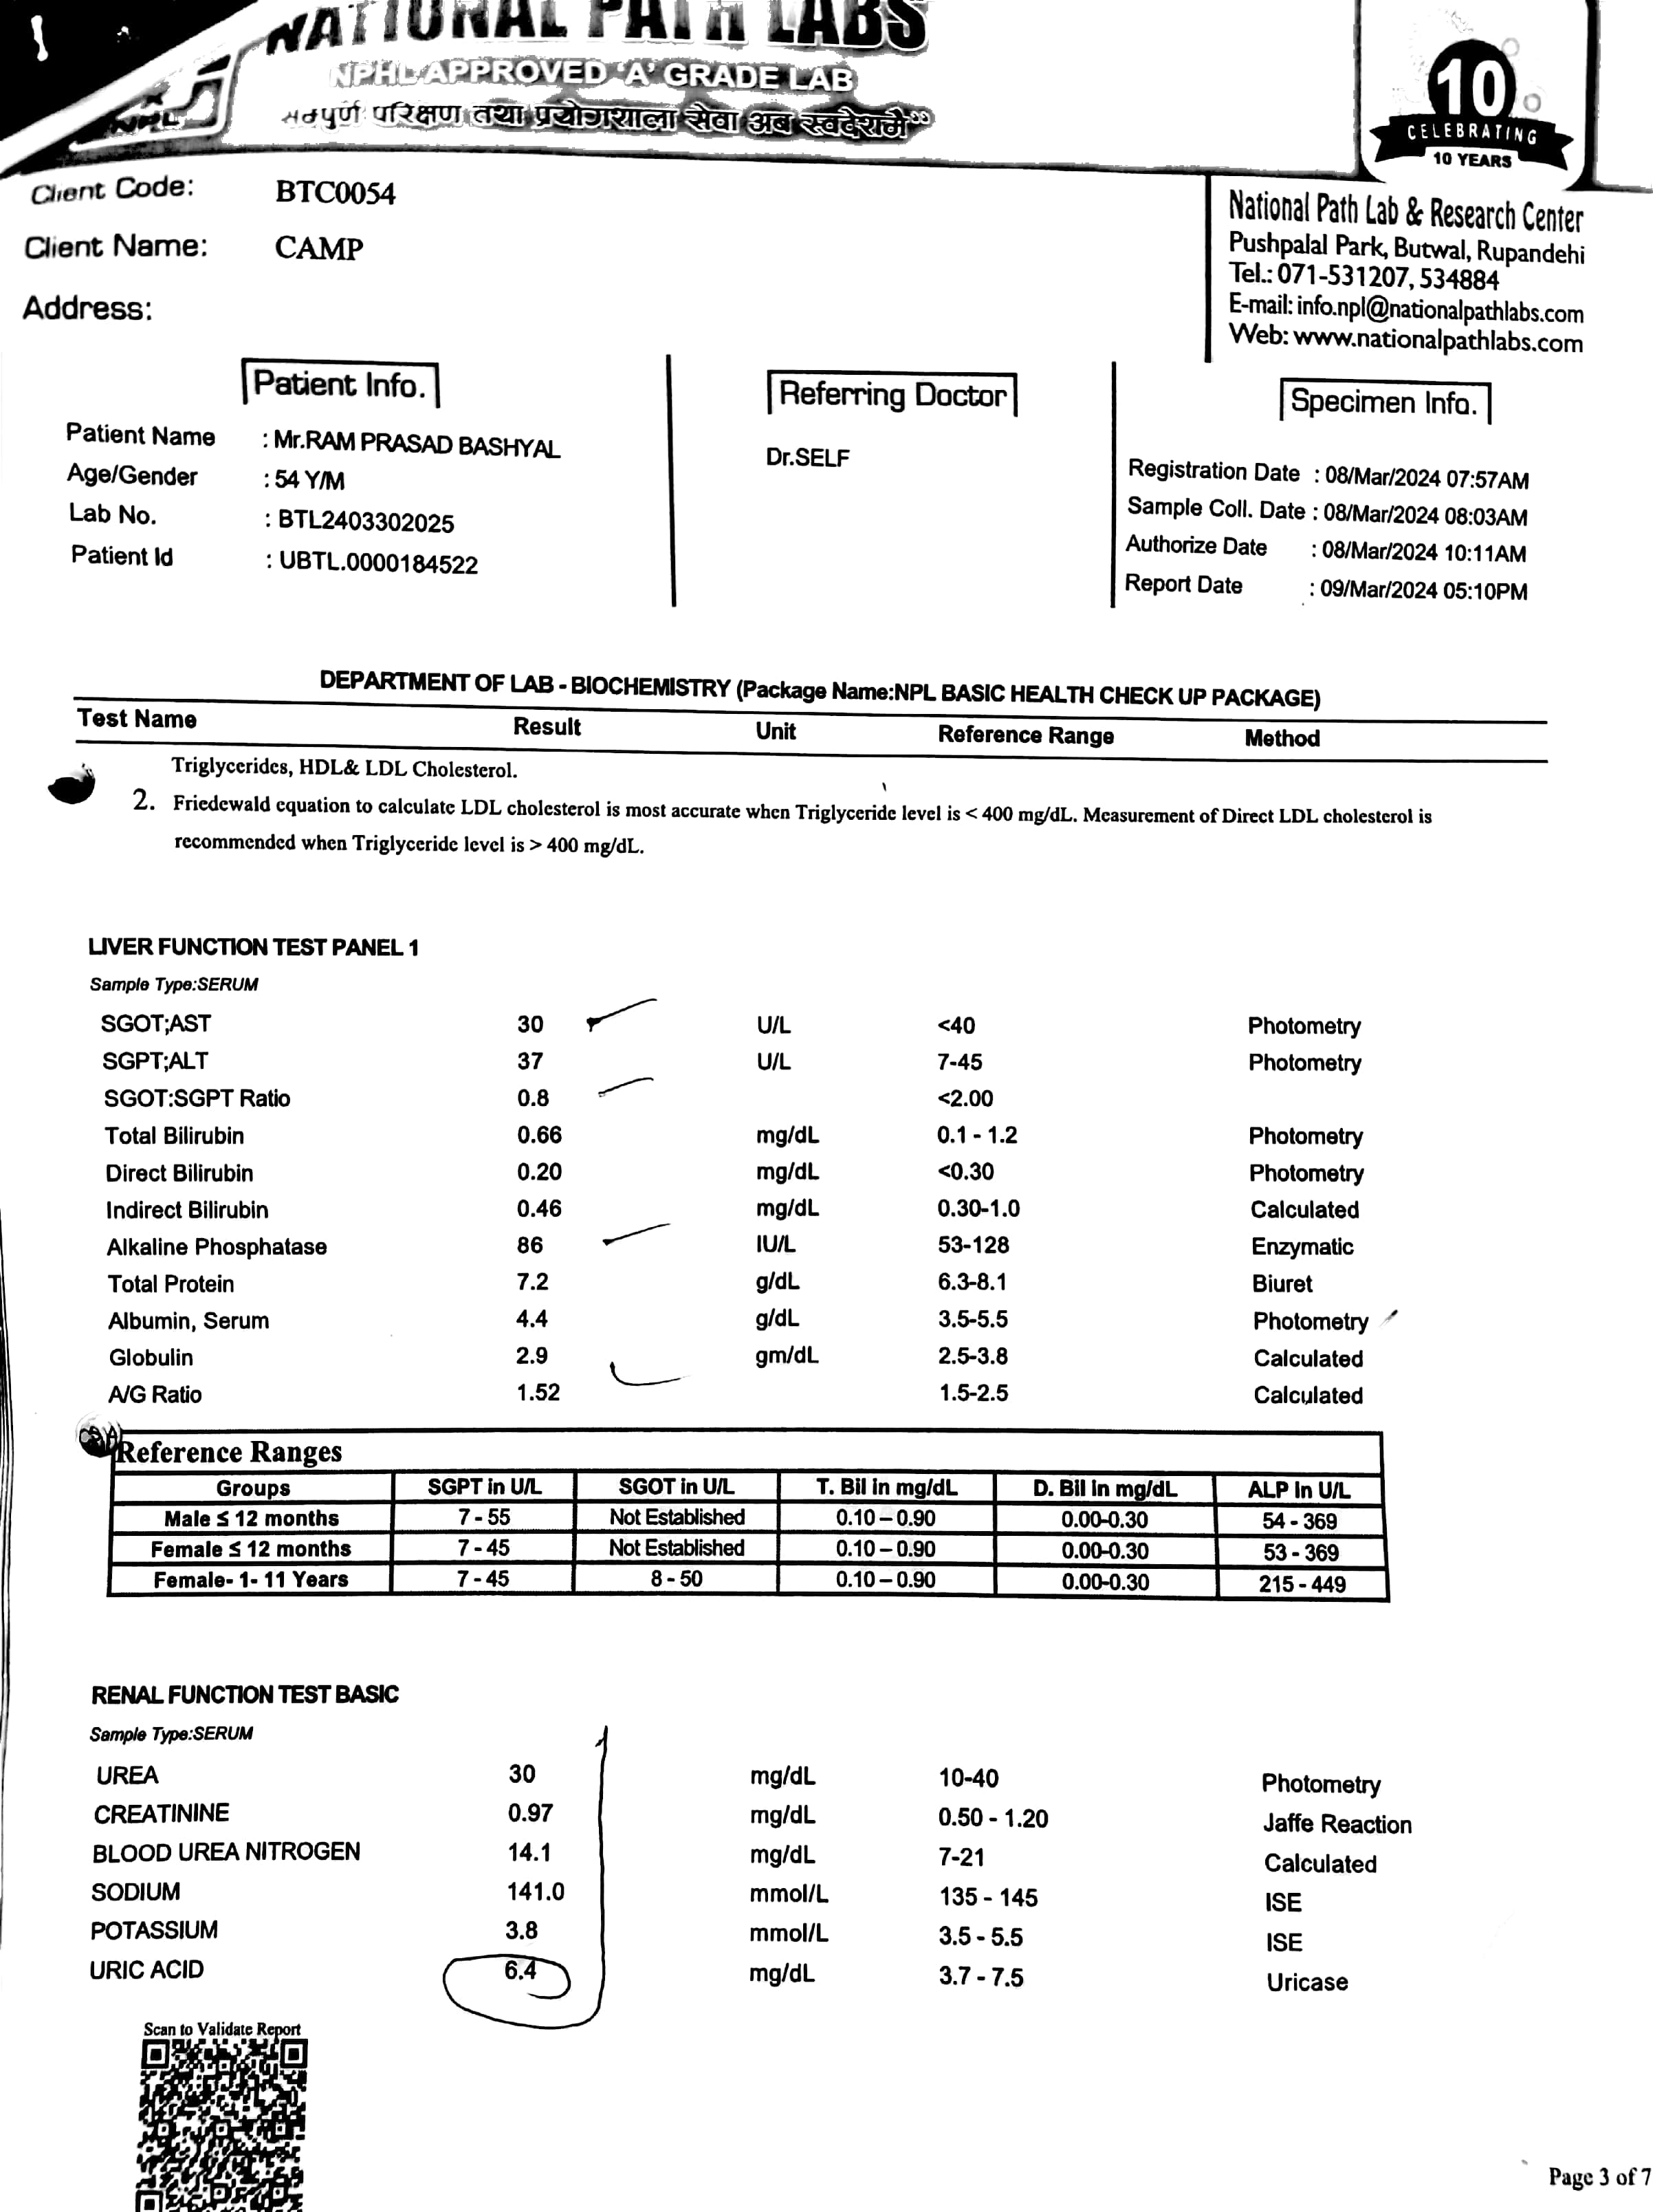 NATIONAL PATH LABS
NPHL APPROVED 'A' GRADE LAB
परिक्षण तथा प्रयोगशाला सेवा अब स्वदेशमै"
NPL
10
CELEBRATING
10 YEARS
Client Code: BTC0054
Client Name: CAMP
Address:
National Path Lab & Research Center
Pushpalal Park, Butwal, Rupandehi
Tel.: 071-531207, 534884
E-mail: info.npl@nationalpathlabs.com
Web: www.nationalpathlabs.com
Patient Info.
Patient Name : Mr.RAM PRASAD BASHYAL
Age/Gender : 54 Y/M
Lab No. : BTL2403302025
Patient Id : UBTL.0000184522
Referring Doctor
Dr.SELF
Specimen Info.
Registration Date : 08/Mar/2024 07:57AM
Sample Coll. Date : 08/Mar/2024 08:03AM
Authorize Date : 08/Mar/2024 10:11AM
Report Date : 09/Mar/2024 05:10PM
DEPARTMENT OF LAB - BIOCHEMISTRY (Package Name:NPL BASIC HEALTH CHECK UP PACKAGE)
Test Name Result Unit Reference Range Method
Triglycerides, HDL& LDL Cholesterol.
2. Friedewald equation to calculate LDL cholesterol is most accurate when Triglyceride level is < 400 mg/dL. Measurement of Direct LDL cholesterol is
recommended when Triglyceride level is > 400 mg/dL.
LIVER FUNCTION TEST PANEL 1
Sample Type:SERUM
SGOT;AST 30 U/L <40 Photometry
SGPT;ALT 37 U/L 7-45 Photometry
SGOT:SGPT Ratio 0.8 <2.00
Total Bilirubin 0.66 mg/dL 0.1 - 1.2 Photometry
Direct Bilirubin 0.20 mg/dL <0.30 Photometry
Indirect Bilirubin 0.46 mg/dL 0.30-1.0 Calculated
Alkaline Phosphatase 86 IU/L 53-128 Enzymatic
Total Protein 7.2 g/dL 6.3-8.1 Biuret
Albumin, Serum 4.4 g/dL 3.5-5.5 Photometry
Globulin 2.9 gm/dL 2.5-3.8 Calculated
A/G Ratio 1.52 1.5-2.5 Calculated
Reference Ranges
Groups SGPT in U/L SGOT in U/L T. Bil in mg/dL D. Bil in mg/dL ALP in U/L
Male ≤ 12 months 7 - 55 Not Established 0.10 – 0.90 0.00-0.30 54 - 369
Female ≤ 12 months 7 - 45 Not Established 0.10 – 0.90 0.00-0.30 53 - 369
Female- 1- 11 Years 7 - 45 8 - 50 0.10 – 0.90 0.00-0.30 215 - 449
RENAL FUNCTION TEST BASIC
Sample Type:SERUM
UREA 30 mg/dL 10-40 Photometry
CREATININE 0.97 mg/dL 0.50 - 1.20 Jaffe Reaction
BLOOD UREA NITROGEN 14.1 mg/dL 7-21 Calculated
SODIUM 141.0 mmol/L 135 - 145 ISE
POTASSIUM 3.8 mmol/L 3.5 - 5.5 ISE
URIC ACID 6.4 mg/dL 3.7 - 7.5 Uricase
Scan to Validate Report
Page 3 of 7